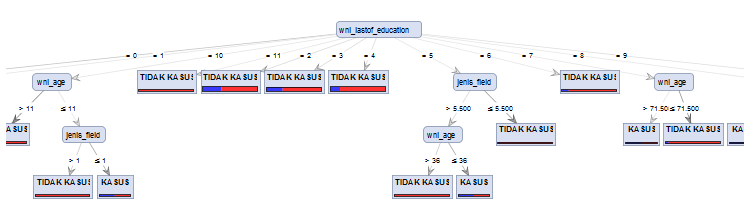 wni_lastof_education
= 0 = 1 = 10 = 11 = 2 = 3 = 4 = 5 = 6 = 7 = 8 = 9
wni_age TIDAK KASUS TIDAK KASUS TIDAK KASUS TIDAK KASUS jenis_field TIDAK KASUS wni_age
> 11 ≤ 11 > 5.500 ≤ 5.500 > 71.500 ≤ 71.500
KASUS jenis_field wni_age TIDAK KASUS KASUS TIDAK KASUS KA
> 1 ≤ 1 > 36 ≤ 36
TIDAK KASUS KASUS TIDAK KASUS KASUS